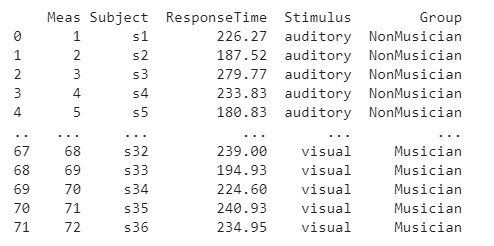 Meas Subject ResponseTime Stimulus Group
0 1 s1 226.27 auditory NonMusician
1 2 s2 187.52 auditory NonMusician
2 3 s3 279.77 auditory NonMusician
3 4 s4 233.83 auditory NonMusician
4 5 s5 180.83 auditory NonMusician
.. ... ... ... ... ...
67 68 s32 239.00 visual Musician
68 69 s33 194.93 visual Musician
69 70 s34 224.60 visual Musician
70 71 s35 240.93 visual Musician
71 72 s36 234.95 visual Musician